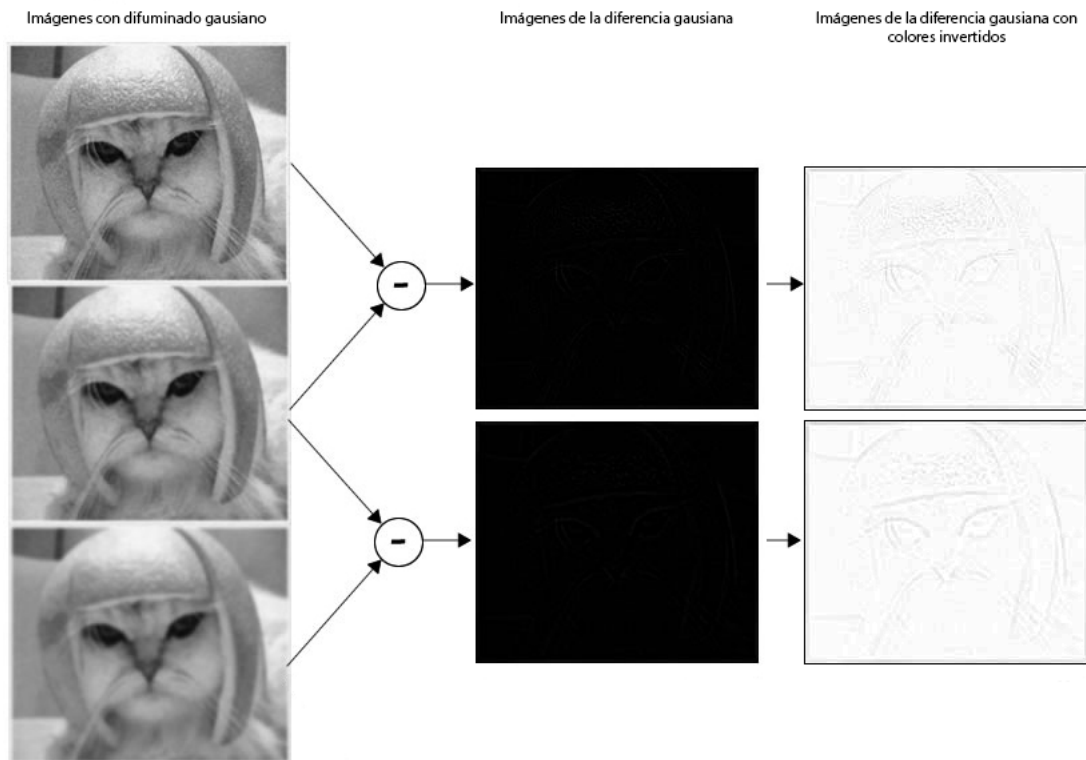 Imágenes con difuminado gausiano
Imágenes de la diferencia gausiana
Imágenes de la diferencia gausiana con
colores invertidos
-
-